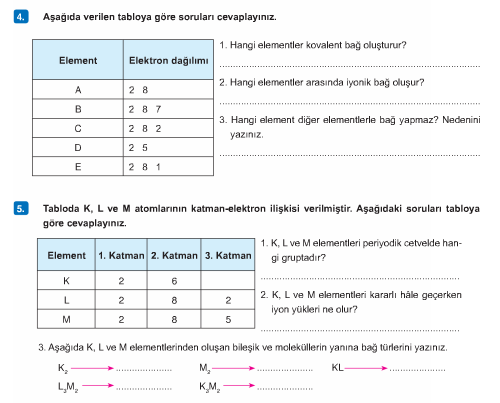 4. Aşağıda verilen tabloya göre soruları cevaplayınız.
Element Elektron dağılımı
A 2 8
B 2 8 7
C 2 8 2
D 2 5
E 2 8 1
1. Hangi elementler kovalent bağ oluşturur?
2. Hangi elementler arasında iyonik bağ oluşur?
3. Hangi element diğer elementlerle bağ yapmaz? Nedenini
yazınız.
5. Tabloda K, L ve M atomlarının katman-elektron ilişkisi verilmiştir. Aşağıdaki soruları tabloya
göre cevaplayınız.
Element 1. Katman 2. Katman 3. Katman
K 2 6
L 2 8 2
M 2 8 5
1. K, L ve M elementleri periyodik cetvelde han-
gi gruptadır?
2. K, L ve M elementleri kararlı hâle geçerken
iyon yükleri ne olur?
3. Aşağıda K, L ve M elementlerinden oluşan bileşik ve moleküllerin yanına bağ türlerini yazınız.
K₂ → .................... M₂ → .................... KL → ....................
L₃M₂ → .................... K₃M₂ → ....................